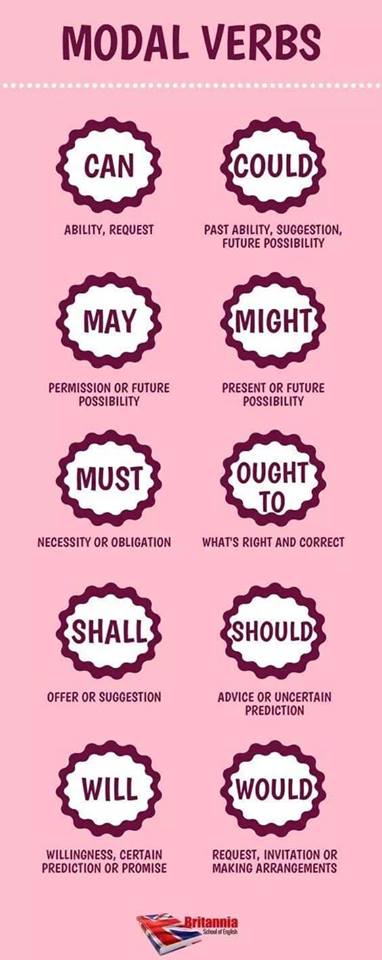 MODAL VERBS
CAN
COULD
ABILITY, REQUEST
PAST ABILITY, SUGGESTION,
FUTURE POSSIBILITY
MAY
MIGHT
PERMISSION OR FUTURE
POSSIBILITY
PRESENT OR FUTURE
POSSIBILITY
MUST
OUGHT
TO
NECESSITY OR OBLIGATION
WHAT'S RIGHT AND CORRECT
SHALL
SHOULD
OFFER OR SUGGESTION
ADVICE OR UNCERTAIN
PREDICTION
WILL
WOULD
WILLINGNESS, CERTAIN
PREDICTION OR PROMISE
REQUEST, INVITATION OR
MAKING ARRANGEMENTS
Britannia
School of English